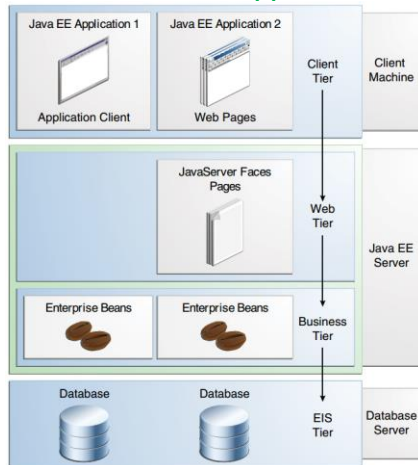 Java EE Application 1
Java EE Application 2
Application Client
Web Pages
Client
Tier
Client
Machine
JavaServer Faces
Pages
Web
Tier
Java EE
Server
Enterprise Beans
Enterprise Beans
Business
Tier
Database
Database
EIS
Tier
Database
Server